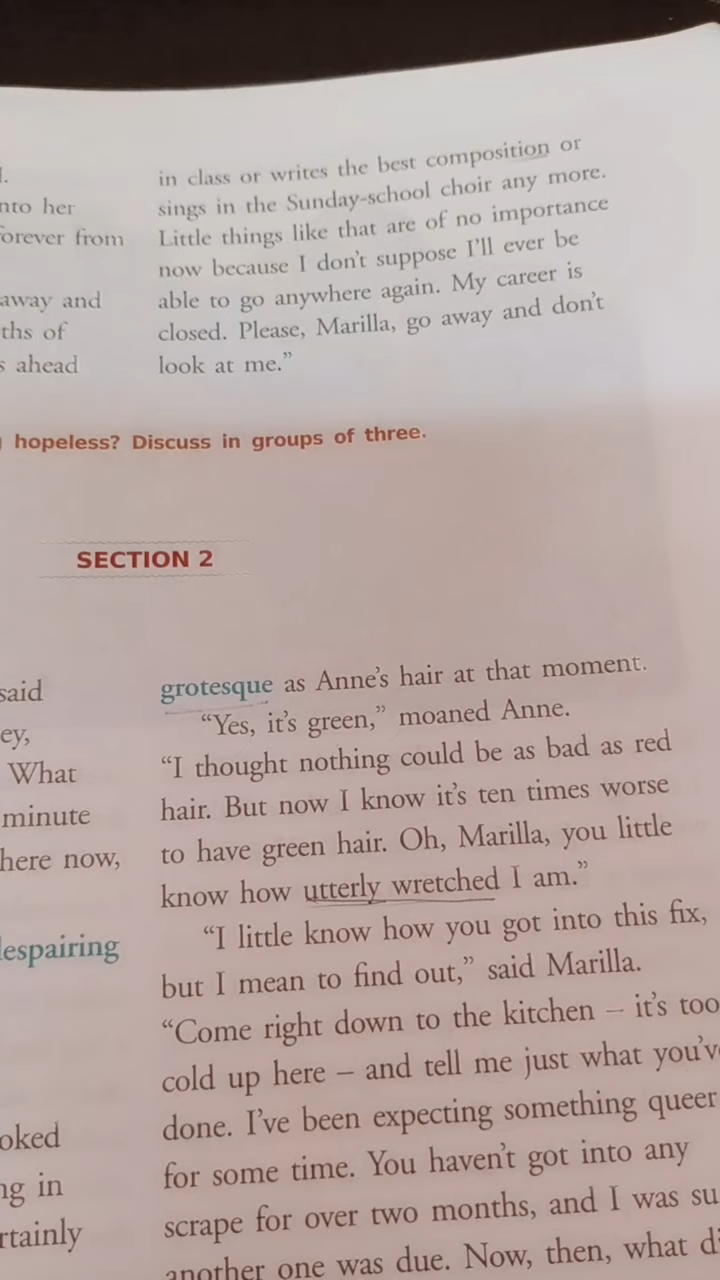 nto her
forever from
away and
ths of
s ahead
in class or writes the best composition or
sings in the Sunday-school choir any more.
Little things like that are of no importance
now because I don't suppose I'll ever be
able to go anywhere again. My career is
closed. Please, Marilla, go away and don't
look at me.”
hopeless? Discuss in groups of three.
SECTION 2
said
ey,
What
minute
here now,
despairing
oked
ng in
rtainly
grotesque as Anne's hair at that moment.
“Yes, it's green,” moaned Anne.
“I thought nothing could be as bad as red
hair. But now I know it's ten times worse
to have green hair. Oh, Marilla, you little
know how utterly wretched I am.”
“I little know how you got into this fix,
but I mean to find out,” said Marilla.
“Come right down to the kitchen – it's too
cold up here – and tell me just what you've
done. I've been expecting something queer
for some time. You haven't got into any
scrape for over two months, and I was su
another one was due. Now, then, what di